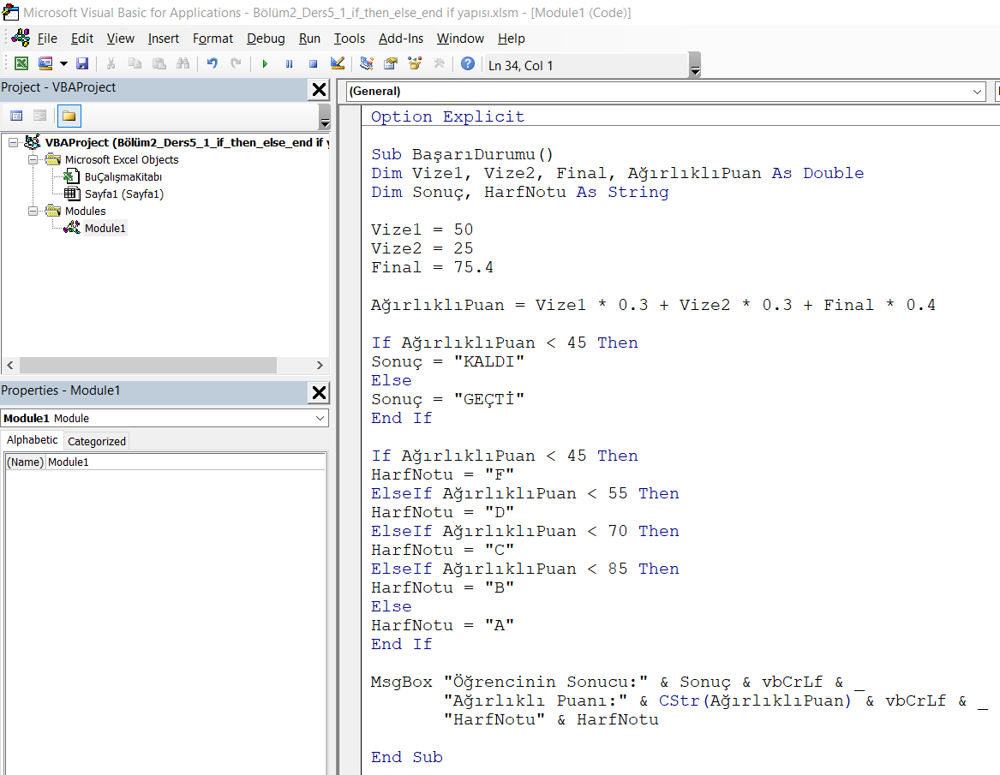 Microsoft Visual Basic for Applications - Bölüm2_Ders5_1_if_then_else_end if yapısı.xlsm - [Module1 (Code)]
File Edit View Insert Format Debug Run Tools Add-Ins Window Help
Ln 34, Col 1
Project - VBAProject
VBAProject (Bölüm2_Ders5_1_if_then_else_end if
Microsoft Excel Objects
BuÇalışmaKitabı
Sayfa1 (Sayfa1)
Modules
Module1
Properties - Module1
Module1 Module
Alphabetic Categorized
(Name) Module1
(General)
Option Explicit
Sub BaşarıDurumu()
Dim Vize1, Vize2, Final, AğırlıklıPuan As Double
Dim Sonuç, HarfNotu As String
Vize1 = 50
Vize2 = 25
Final = 75.4
AğırlıklıPuan = Vize1 * 0.3 + Vize2 * 0.3 + Final * 0.4
If AğırlıklıPuan < 45 Then
Sonuç = "KALDI"
Else
Sonuç = "GEÇTİ"
End If
If AğırlıklıPuan < 45 Then
HarfNotu = "F"
ElseIf AğırlıklıPuan < 55 Then
HarfNotu = "D"
ElseIf AğırlıklıPuan < 70 Then
HarfNotu = "C"
ElseIf AğırlıklıPuan < 85 Then
HarfNotu = "B"
Else
HarfNotu = "A"
End If
MsgBox "Öğrencinin Sonucu:" & Sonuç & vbCrLf & _
"Ağırlıklı Puanı:" & CStr(AğırlıklıPuan) & vbCrLf & _
"HarfNotu" & HarfNotu
End Sub